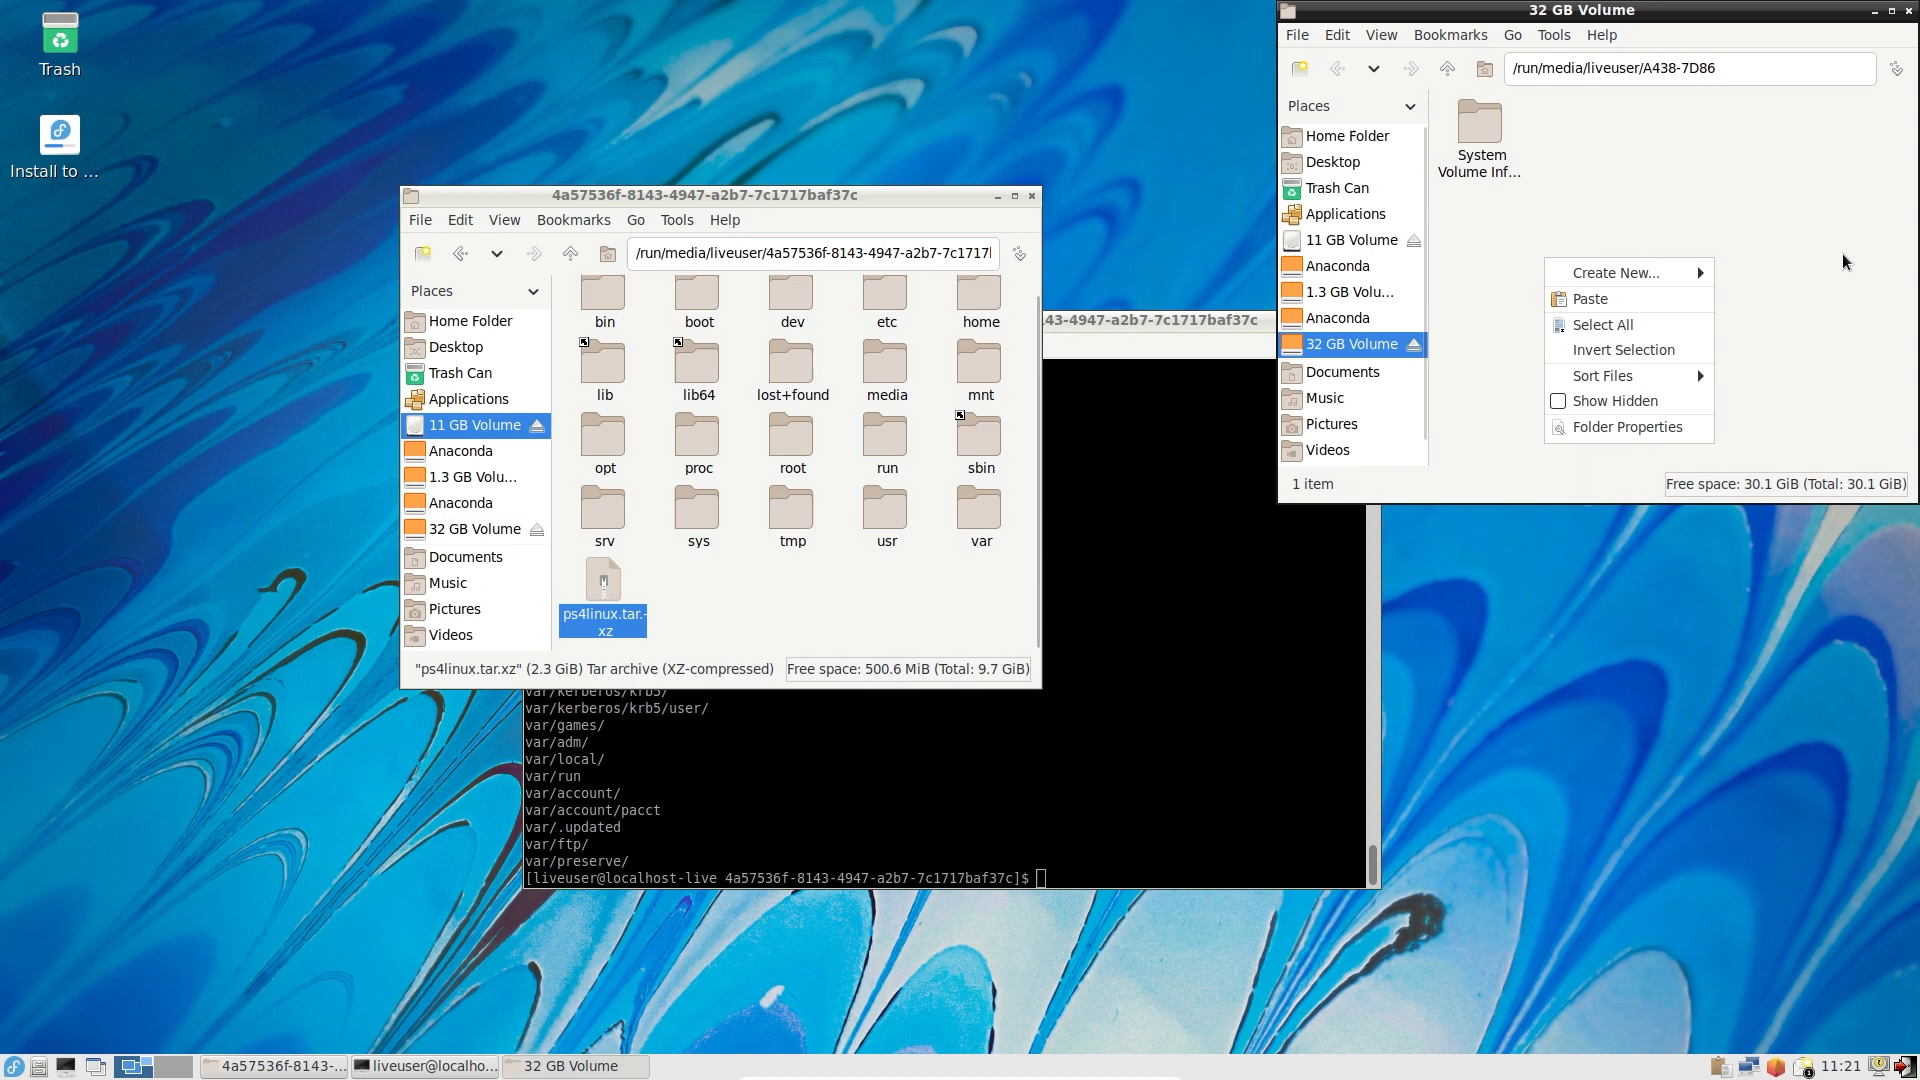 Trash
Install to ...
4a57536f-8143-4947-a2b7-7c1717baf37c
File Edit View Bookmarks Go Tools Help
/run/media/liveuser/4a57536f-8143-4947-a2b7-7c1717
Places
Home Folder
Desktop
Trash Can
Applications
11 GB Volume
Anaconda
1.3 GB Volu...
Anaconda
32 GB Volume
Documents
Music
Pictures
Videos
bin boot dev etc home
lib lib64 lost+found media mnt
opt proc root run sbin
srv sys tmp usr var
ps4linux.tar.-
xz
"ps4linux.tar.xz" (2.3 GiB) Tar archive (XZ-compressed)
Free space: 500.6 MiB (Total: 9.7 GiB)
43-4947-a2b7-7c1717baf37c
var/kerberos/krb5/
var/kerberos/krb5/user/
var/games/
var/adm/
var/local/
var/run
var/account/
var/account/pacct
var/.updated
var/ftp/
var/preserve/
[liveuser@localhost-live 4a57536f-8143-4947-a2b7-7c1717baf37c]$
32 GB Volume
File Edit View Bookmarks Go Tools Help
/run/media/liveuser/A438-7D86
Places
Home Folder
Desktop
Trash Can
Applications
11 GB Volume
Anaconda
1.3 GB Volu...
Anaconda
32 GB Volume
Documents
Music
Pictures
Videos
System
Volume Inf...
Create New...
Paste
Select All
Invert Selection
Sort Files
Show Hidden
Folder Properties
1 item
Free space: 30.1 GiB (Total: 30.1 GiB)
4a57536f-8143-...
liveuser@localho...
32 GB Volume
11:21